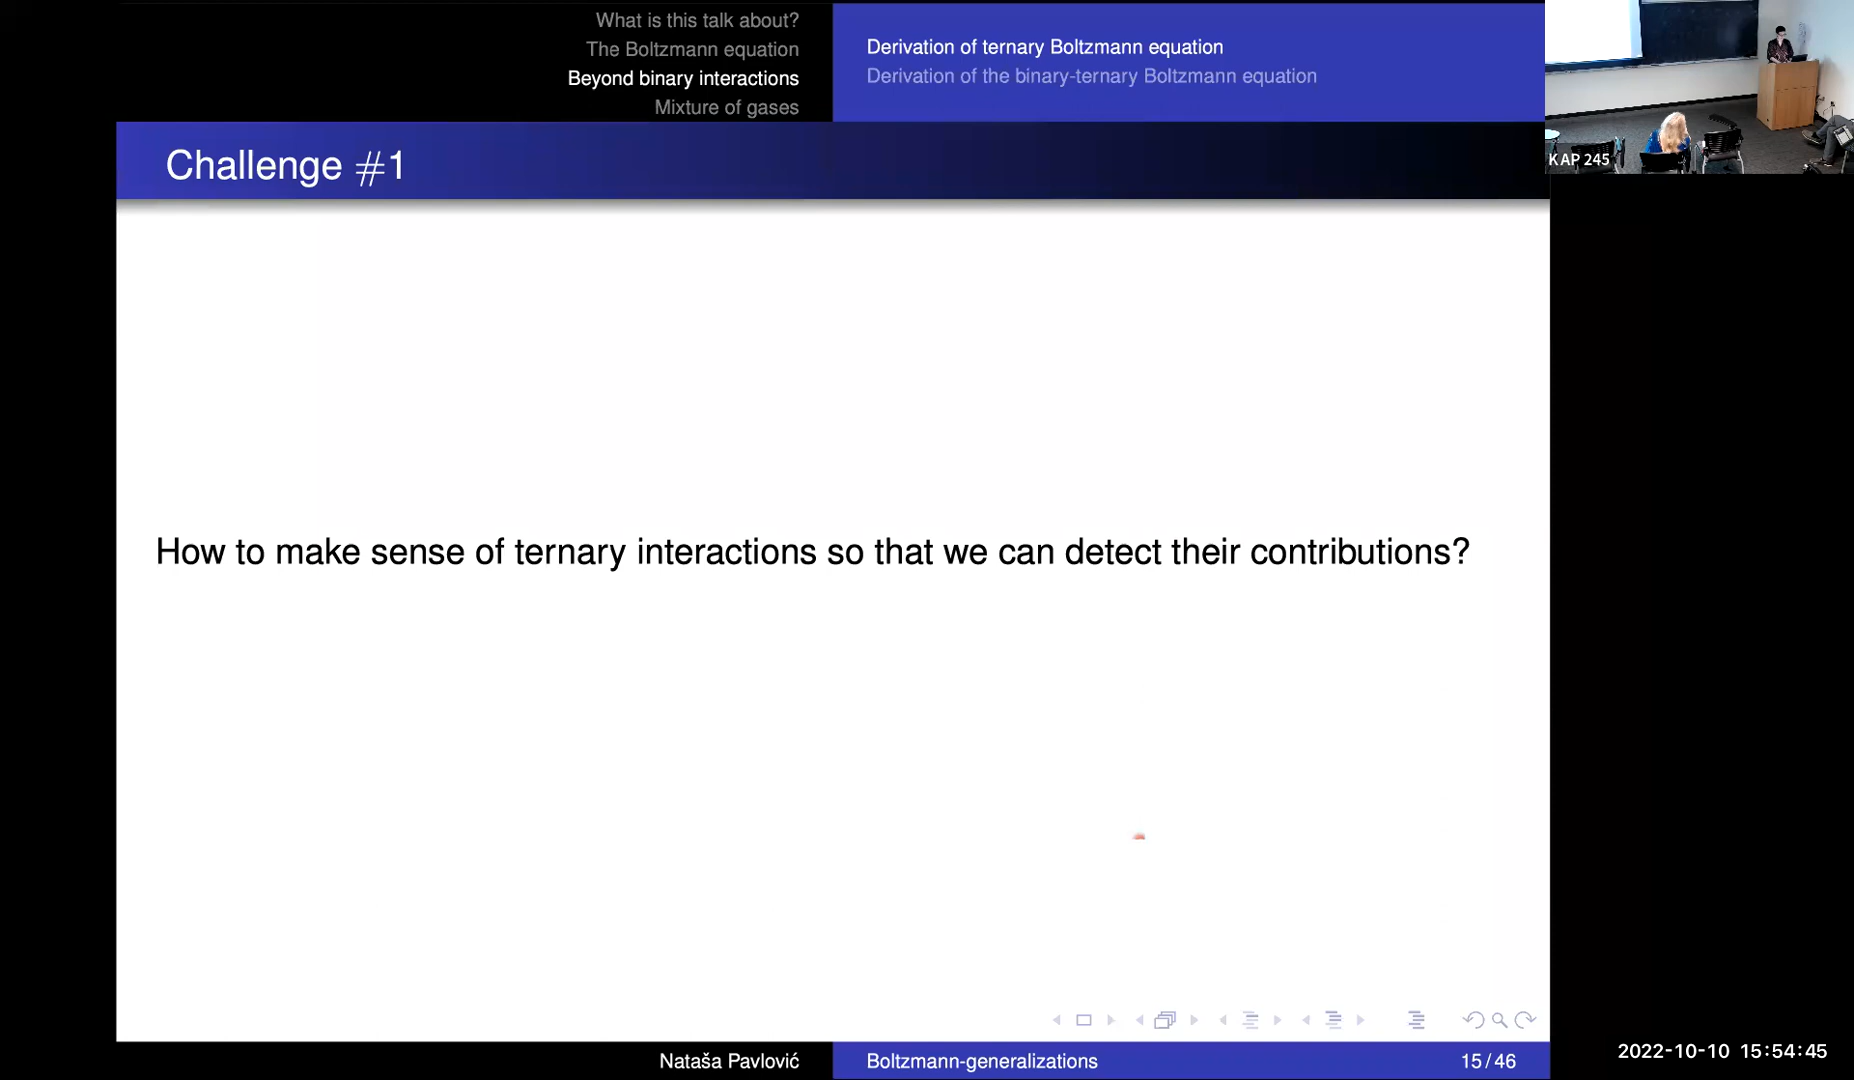 What is this talk about?
The Boltzmann equation
Beyond binary interactions
Mixture of gases
Derivation of ternary Boltzmann equation
Derivation of the binary-ternary Boltzmann equation
KAP 245
Challenge #1
How to make sense of ternary interactions so that we can detect their contributions?
Nataša Pavlović
Boltzmann-generalizations
15/46
2022-10-10 15:54:45